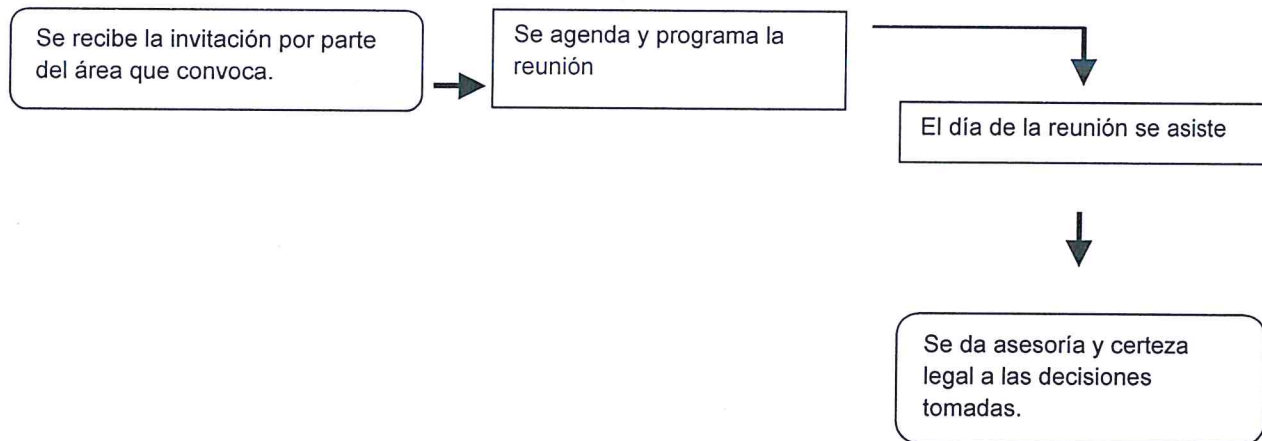 Se recibe la invitación por parte
del área que convoca.
Se agenda y programa la
reunión
El día de la reunión se asiste
Se da asesoría y certeza
legal a las decisiones
tomadas.